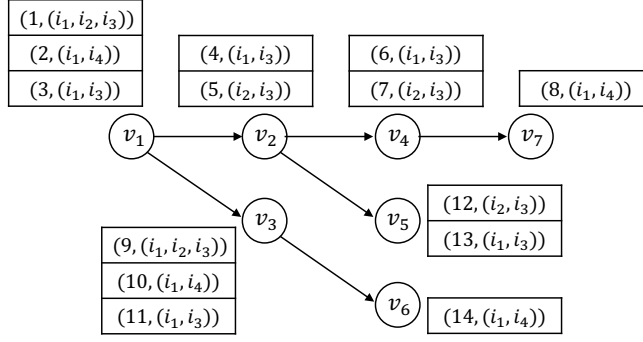 (1, (i₁, i₂, i₃))
(2, (i₁, i₄))
(3, (i₁, i₃))
(4, (i₁, i₃))
(5, (i₂, i₃))
(6, (i₁, i₃))
(7, (i₂, i₃))
(8, (i₁, i₄))
v₁
v₂
v₄
v₇
v₃
v₅
(12, (i₂, i₃))
(13, (i₁, i₃))
(9, (i₁, i₂, i₃))
(10, (i₁, i₄))
(11, (i₁, i₃))
v₆
(14, (i₁, i₄))